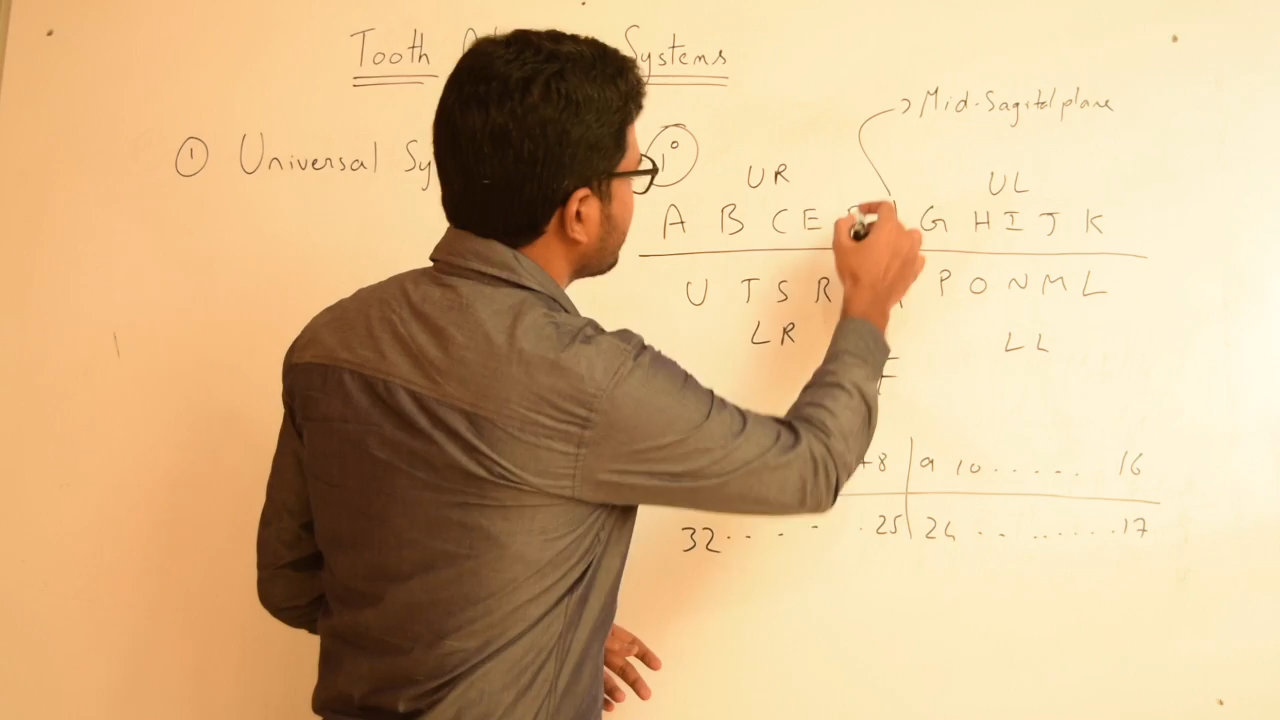 Tooth Systems
① Universal Sy 1°
Mid-Sagital plane
UR UL
A B C E G H I J K
U T S R P O N M L
LR LL
F
8 9 10...... 16
32.. - - - .25 24 - - ......17